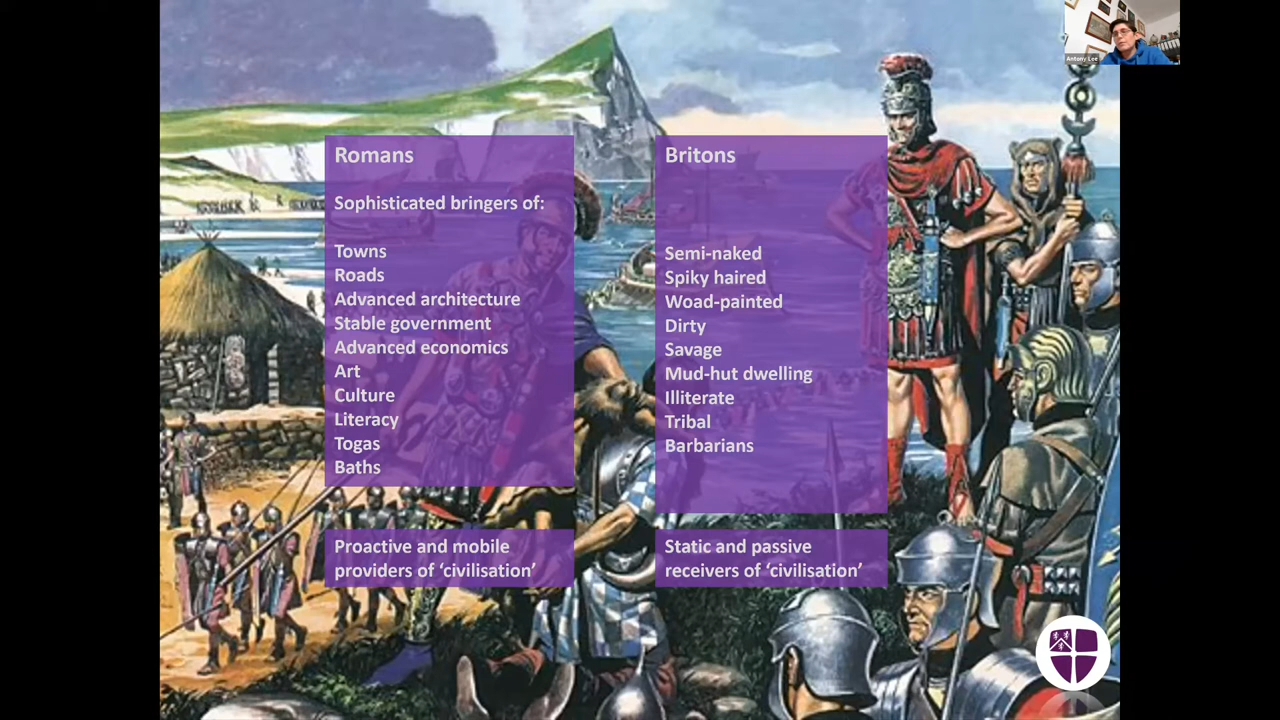 Antony Lee
Romans
Sophisticated bringers of:
Towns
Roads
Advanced architecture
Stable government
Advanced economics
Art
Culture
Literacy
Togas
Baths
Proactive and mobile
providers of ‘civilisation’
Britons
Semi-naked
Spiky haired
Woad-painted
Dirty
Savage
Mud-hut dwelling
Illiterate
Tribal
Barbarians
Static and passive
receivers of ‘civilisation’